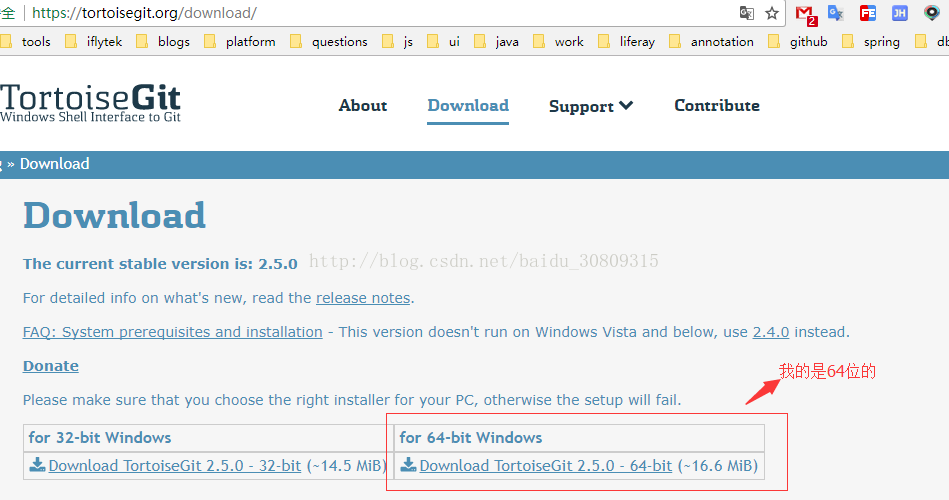 全 https://tortoisegit.org/download/
2
FE
JH
tools iflytek blogs platform questions js ui java work liferay annotation github spring db
TortoiseGit
Windows Shell Interface to Git
About Download Support Contribute
g » Download
Download
The current stable version is: 2.5.0 http://blog.csdn.net/baidu_30809315
For detailed info on what's new, read the release notes.
FAQ: System prerequisites and installation - This version doesn't run on Windows Vista and below, use 2.4.0 instead.
Donate
我的是64位的
Please make sure that you choose the right installer for your PC, otherwise the setup will fail.
for 32-bit Windows for 64-bit Windows
Download TortoiseGit 2.5.0 - 32-bit (~14.5 MiB) Download TortoiseGit 2.5.0 - 64-bit (~16.6 MiB)